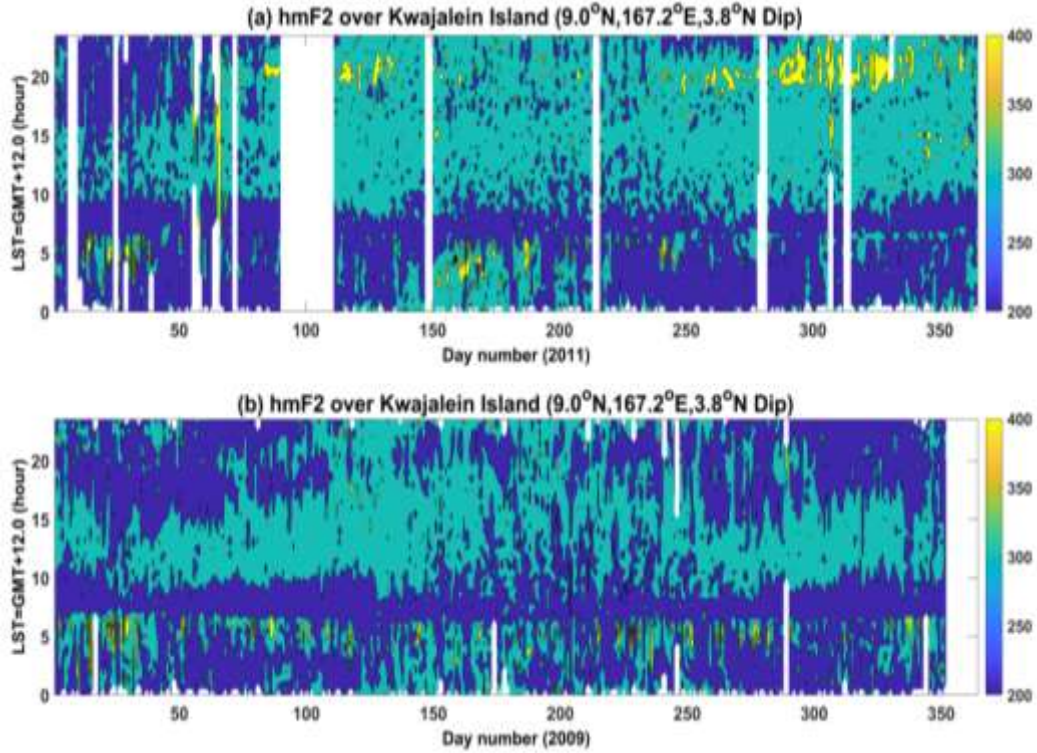 (a) hmF2 over Kwajalein Island (9.0°N,167.2°E,3.8°N Dip)
LST=GMT+12.0 (hour)
20
15
10
5
0
50 100 150 200 250 300 350
Day number (2011)
400
350
300
250
200
(b) hmF2 over Kwajalein Island (9.0°N,167.2°E,3.8°N Dip)
LST=GMT+12.0 (hour)
20
15
10
5
0
50 100 150 200 250 300 350
Day number (2009)
400
350
300
250
200